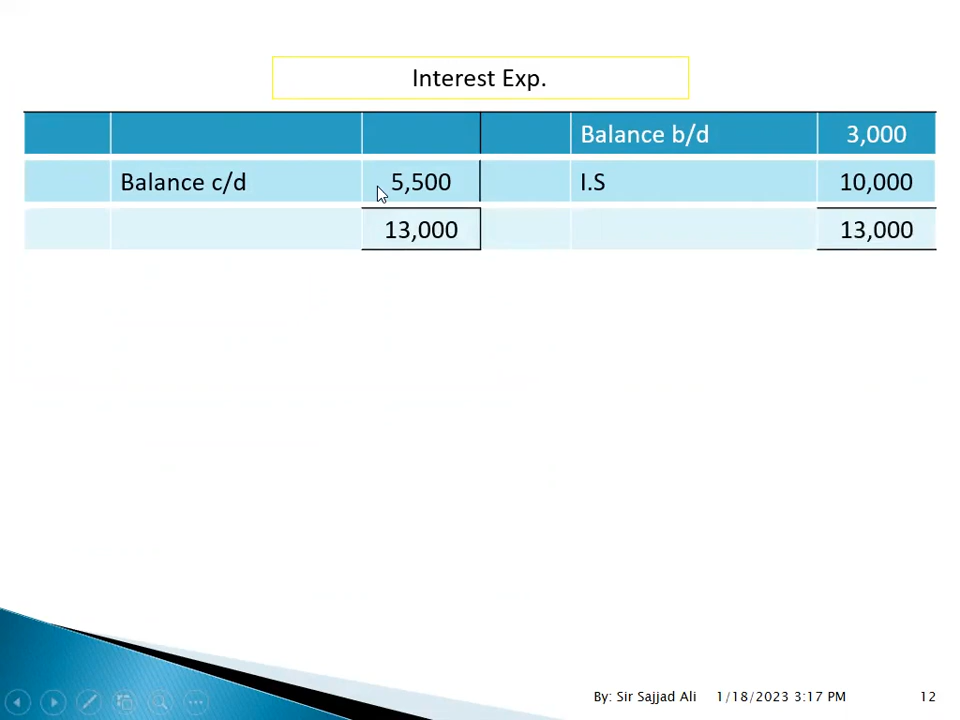 Interest Exp.
Balance b/d 3,000
Balance c/d 5,500 I.S 10,000
13,000 13,000
By: Sir Sajjad Ali 1/18/2023 3:17 PM 12